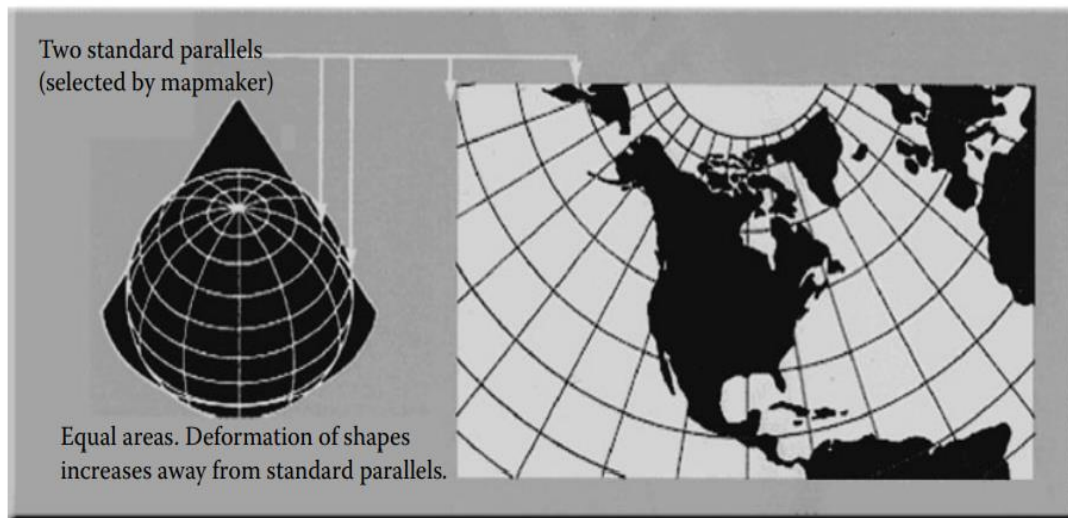 Two standard parallels
(selected by mapmaker)
Equal areas. Deformation of shapes
increases away from standard parallels.